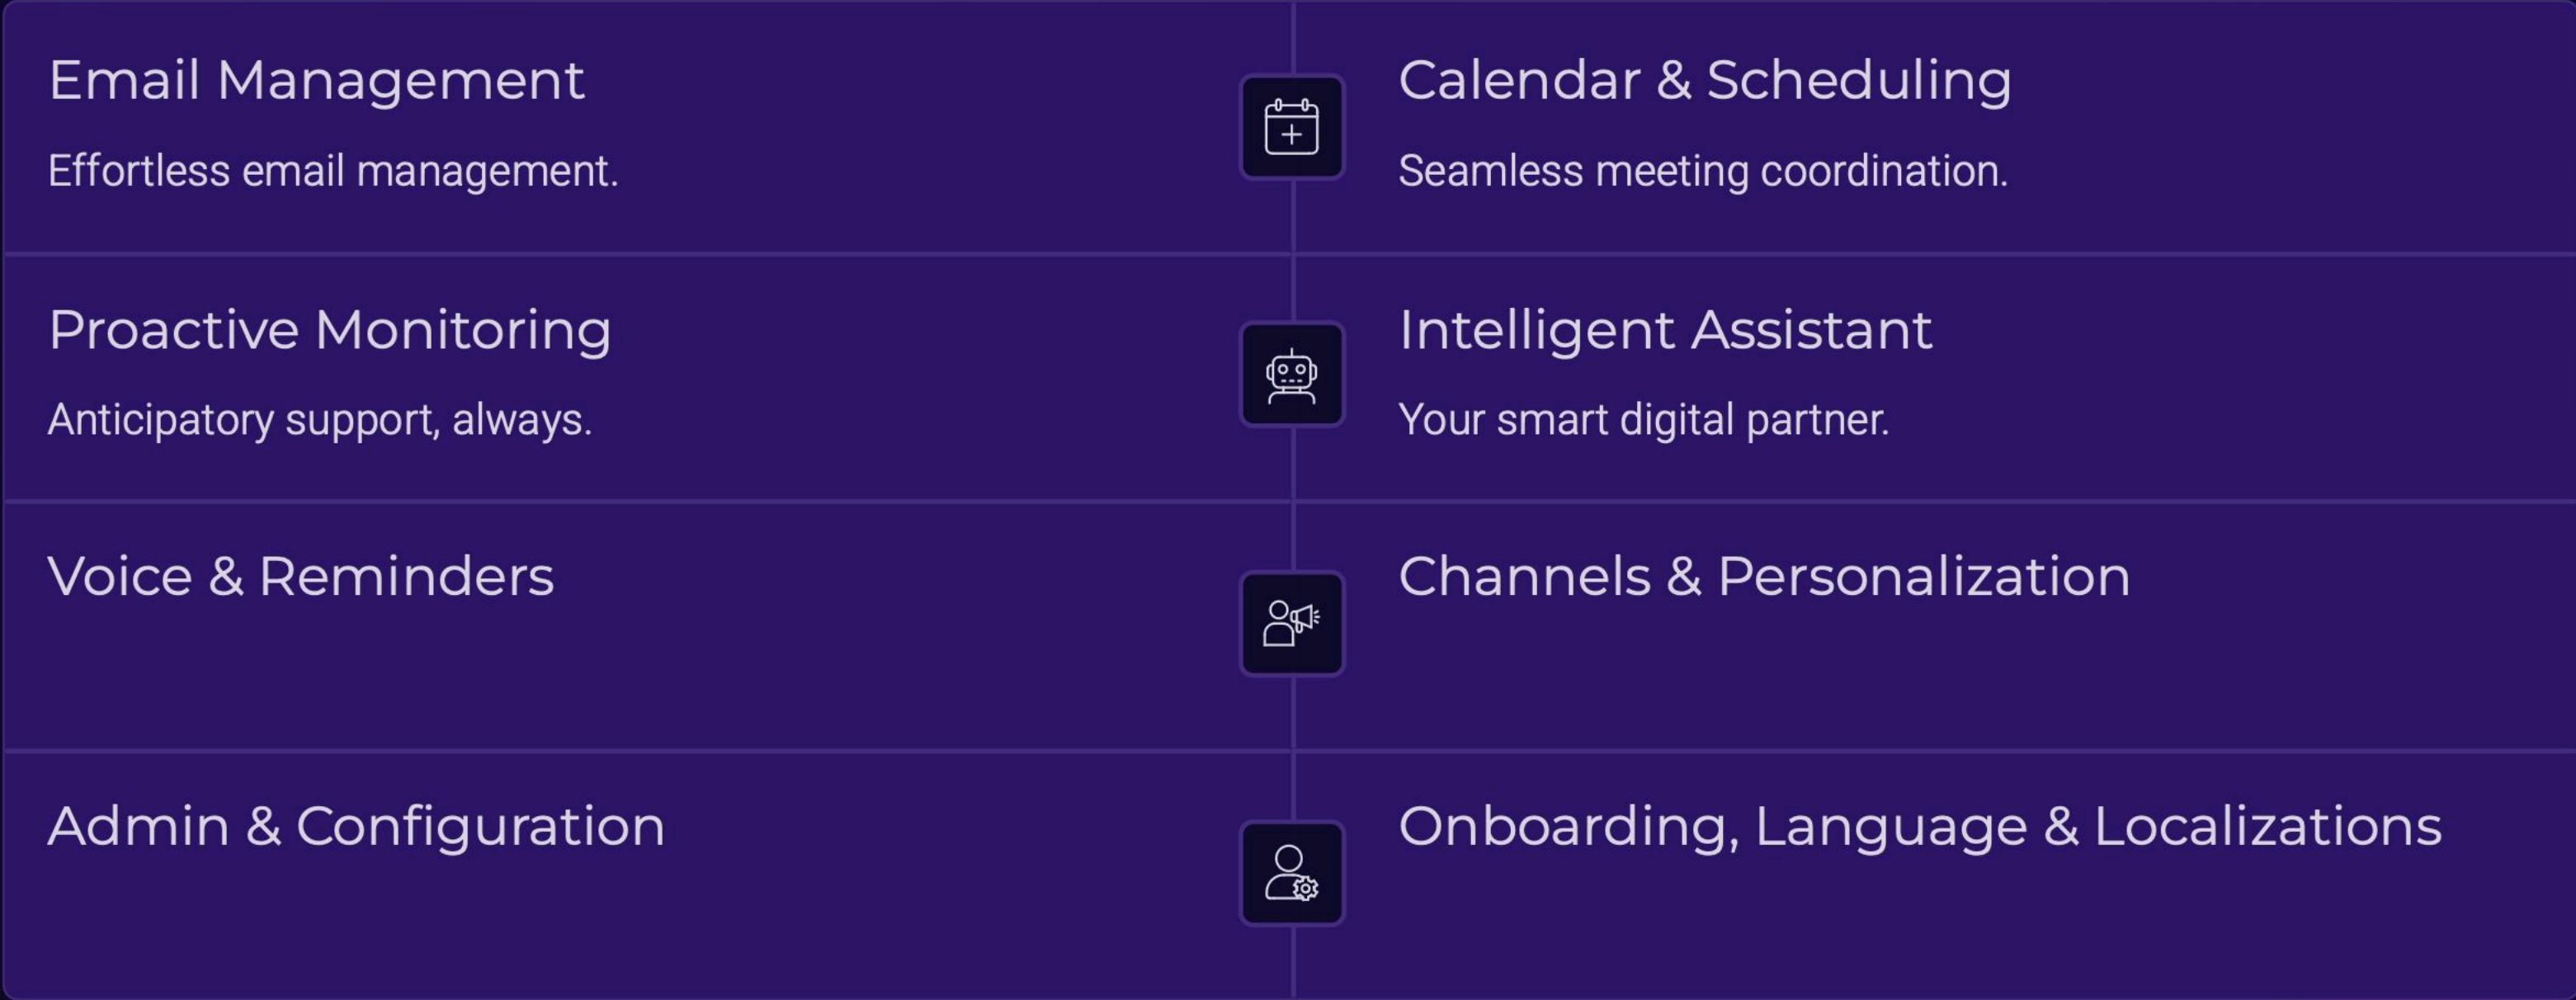 Email Management
Effortless email management.
Calendar & Scheduling
Seamless meeting coordination.
Proactive Monitoring
Anticipatory support, always.
Intelligent Assistant
Your smart digital partner.
Voice & Reminders
Channels & Personalization
Admin & Configuration
Onboarding, Language & Localizations